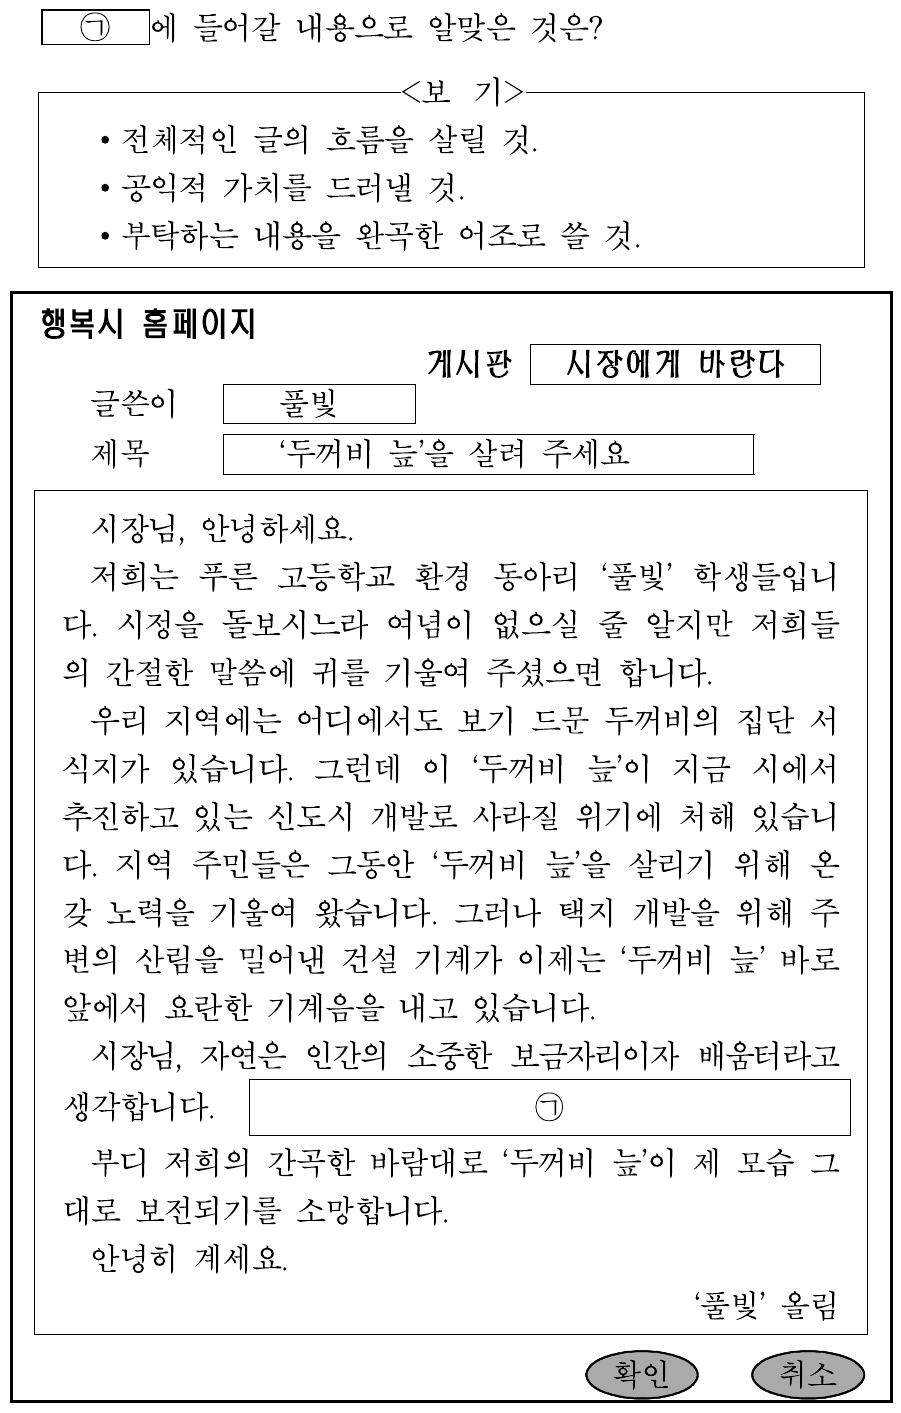 ㉠에 들어갈 내용으로 알맞은 것은?
<보 기>
• 전체적인 글의 흐름을 살릴 것.
• 공익적 가치를 드러낼 것.
• 부탁하는 내용을 완곡한 어조로 쓸 것.
행복시 홈페이지
게시판 시장에게 바란다
글쓴이 풀빛
제목 ‘두꺼비 늪’을 살려 주세요
시장님, 안녕하세요.
저희는 푸른 고등학교 환경 동아리 ‘풀빛’ 학생들입니
다. 시정을 돌보시느라 여념이 없으실 줄 알지만 저희들
의 간절한 말씀에 귀를 기울여 주셨으면 합니다.
우리 지역에는 어디에서도 보기 드문 두꺼비의 집단 서
식지가 있습니다. 그런데 이 ‘두꺼비 늪’이 지금 시에서
추진하고 있는 신도시 개발로 사라질 위기에 처해 있습니
다. 지역 주민들은 그동안 ‘두꺼비 늪’을 살리기 위해 온
갖 노력을 기울여 왔습니다. 그러나 택지 개발을 위해 주
변의 산림을 밀어낸 건설 기계가 이제는 ‘두꺼비 늪’ 바로
앞에서 요란한 기계음을 내고 있습니다.
시장님, 자연은 인간의 소중한 보금자리이자 배움터라고
생각합니다. ㉠
부디 저희의 간곡한 바람대로 ‘두꺼비 늪’이 제 모습 그
대로 보전되기를 소망합니다.
안녕히 계세요.
‘풀빛’ 올림
확인 취소